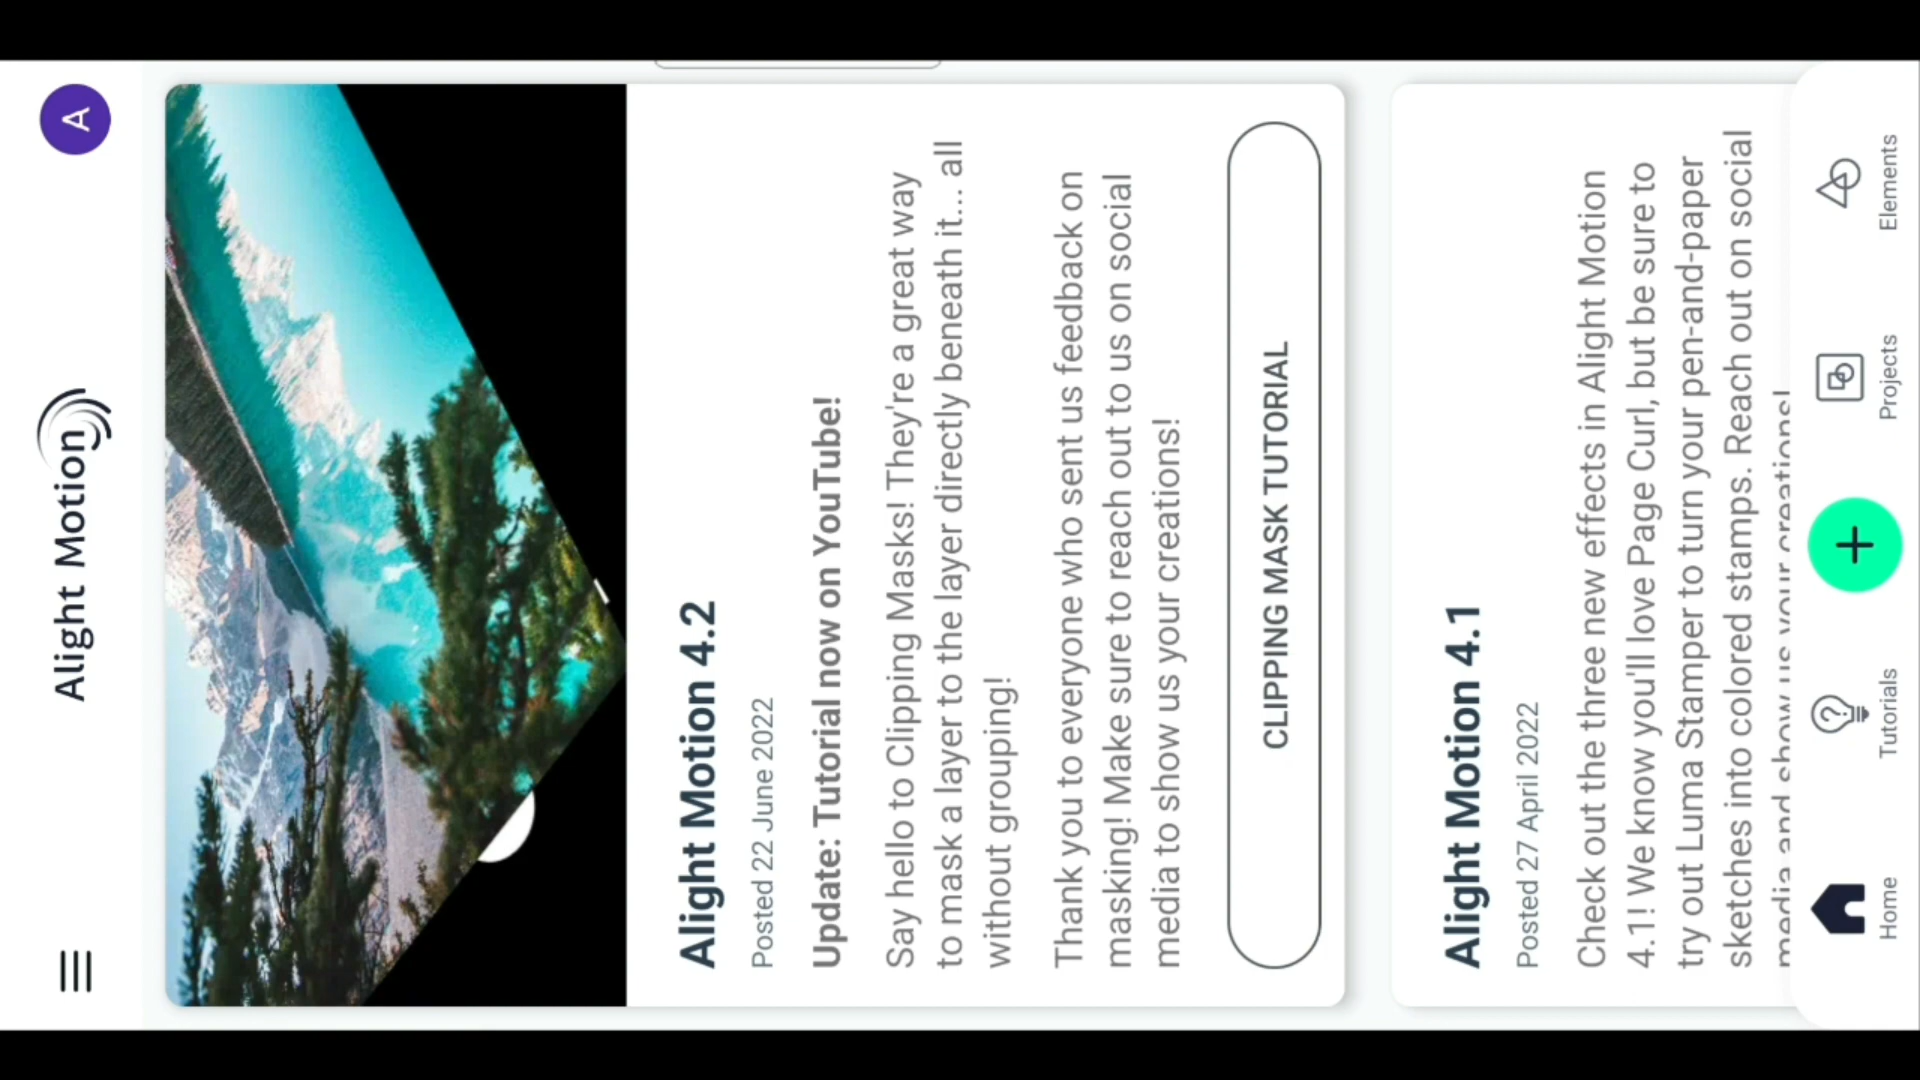 Alight Motion
A
Alight Motion 4.2
Posted 22 June 2022
Update: Tutorial now on YouTube!
Say hello to Clipping Masks! They're a great way
to mask a layer to the layer directly beneath it... all
without grouping!
Thank you to everyone who sent us feedback on
masking! Make sure to reach out to us on social
media to show us your creations!
CLIPPING MASK TUTORIAL
Alight Motion 4.1
Posted 27 April 2022
Check out the three new effects in Alight Motion
4.1! We know you'll love Page Curl, but be sure to
try out Luma Stamper to turn your pen-and-paper
sketches into colored stamps. Reach out on social
media and show us your creations!
Home
Tutorials
Projects
Elements